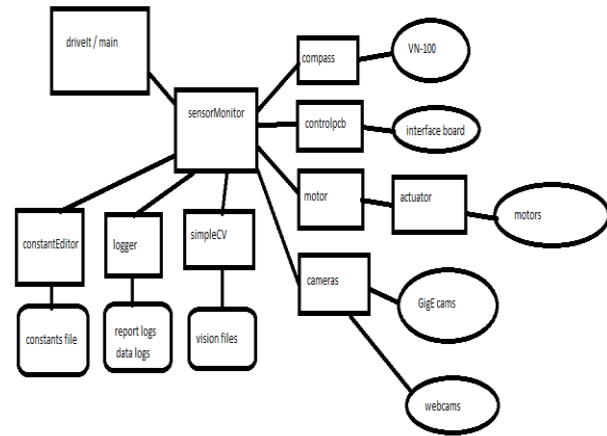 driveIt / main
compass
VN-100
sensorMonitor
controlpcb
interface board
motor
actuator
motors
constantEditor
logger
simpleCV
cameras
GigE cams
constants file
report logs
data logs
vision files
webcams